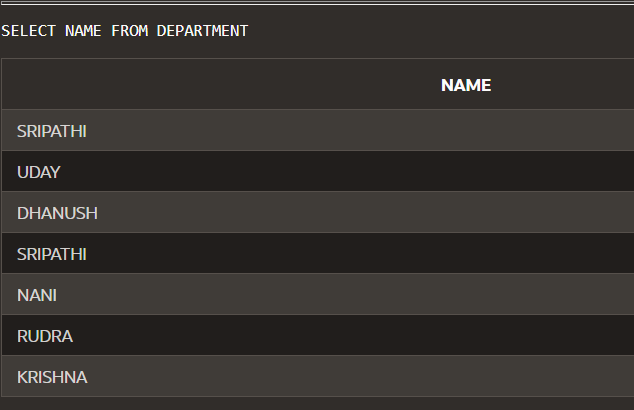 SELECT NAME FROM DEPARTMENT
NAME
SRIPATHI
UDAY
DHANUSH
SRIPATHI
NANI
RUDRA
KRISHNA